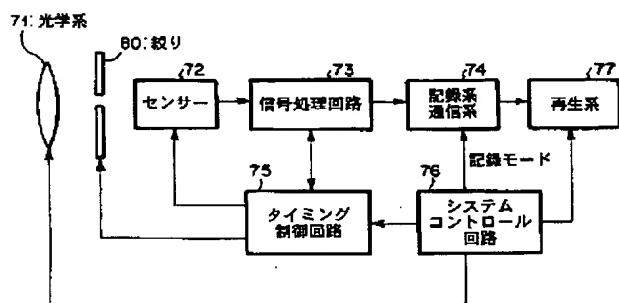 71:光学系
80:絞り
72
センサー
73
信号処理回路
74
記録系
通信系
77
再生系
記録モード
75
タイミング
制御回路
76
システム
コントロール
回路